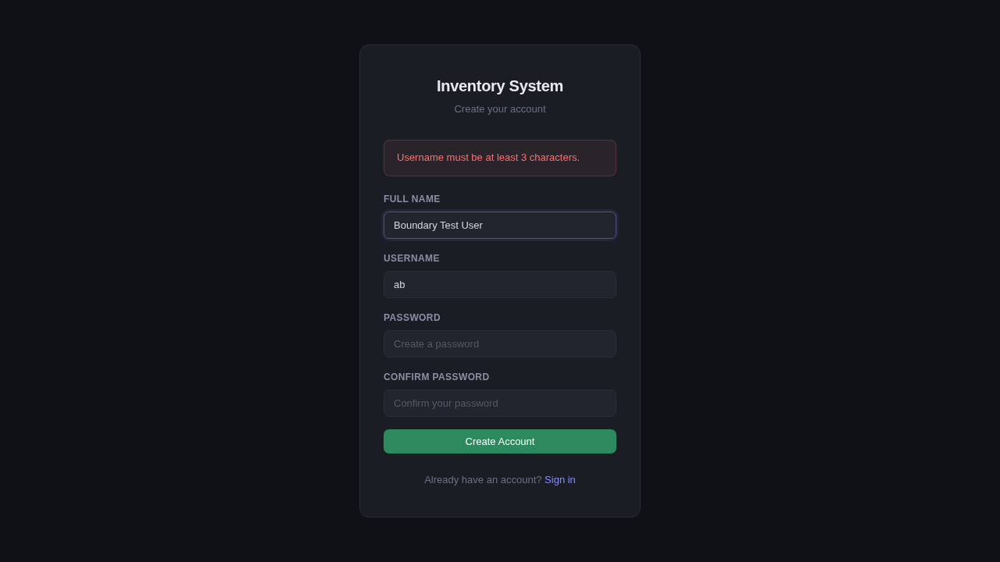 Inventory System
Create your account
Username must be at least 3 characters.
FULL NAME
Boundary Test User
USERNAME
ab
PASSWORD
Create a password
CONFIRM PASSWORD
Confirm your password
Create Account
Already have an account? Sign in